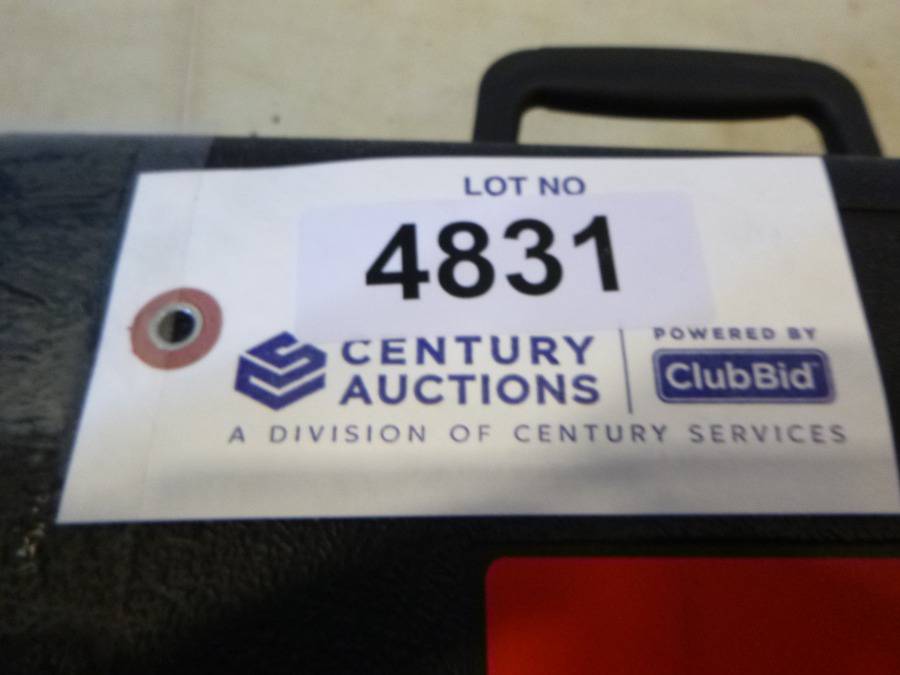 LOT NO
4831
CENTURY
AUCTIONS
POWERED BY
ClubBid
A DIVISION OF CENTURY SERVICES